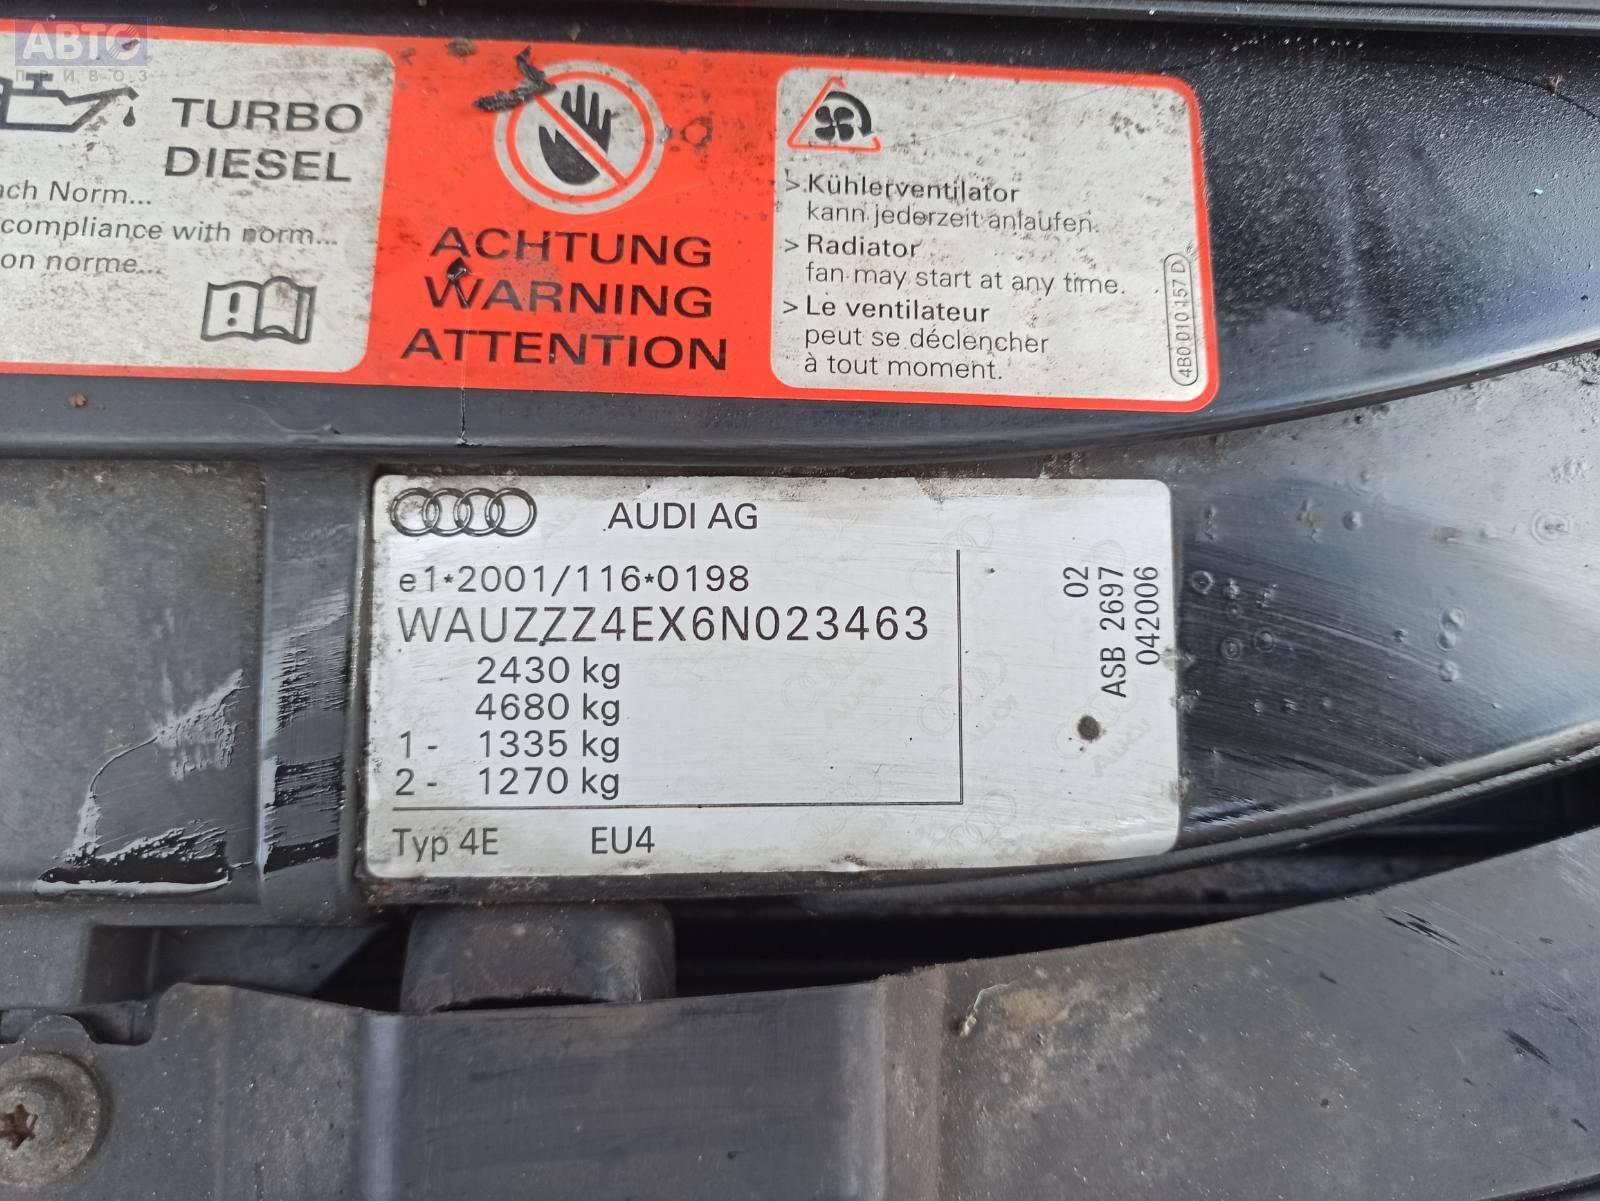 АВТО
ПРИВОЗ
TURBO
DIESEL
ach Norm...
compliance with norm...
on norme...
ACHTUNG
WARNING
ATTENTION
> Kühlerventilator
kann jederzeit anlaufen.
> Radiator
fan may start at any time.
> Le ventilateur
peut se déclencher
à tout moment.
4B0 010 157 D
AUDI AG
e1*2001/116*0198
WAUZZZ4EX6N023463
2430 kg
4680 kg
1 - 1335 kg
2 - 1270 kg
Typ 4E EU4
02
ASB 2697
042006